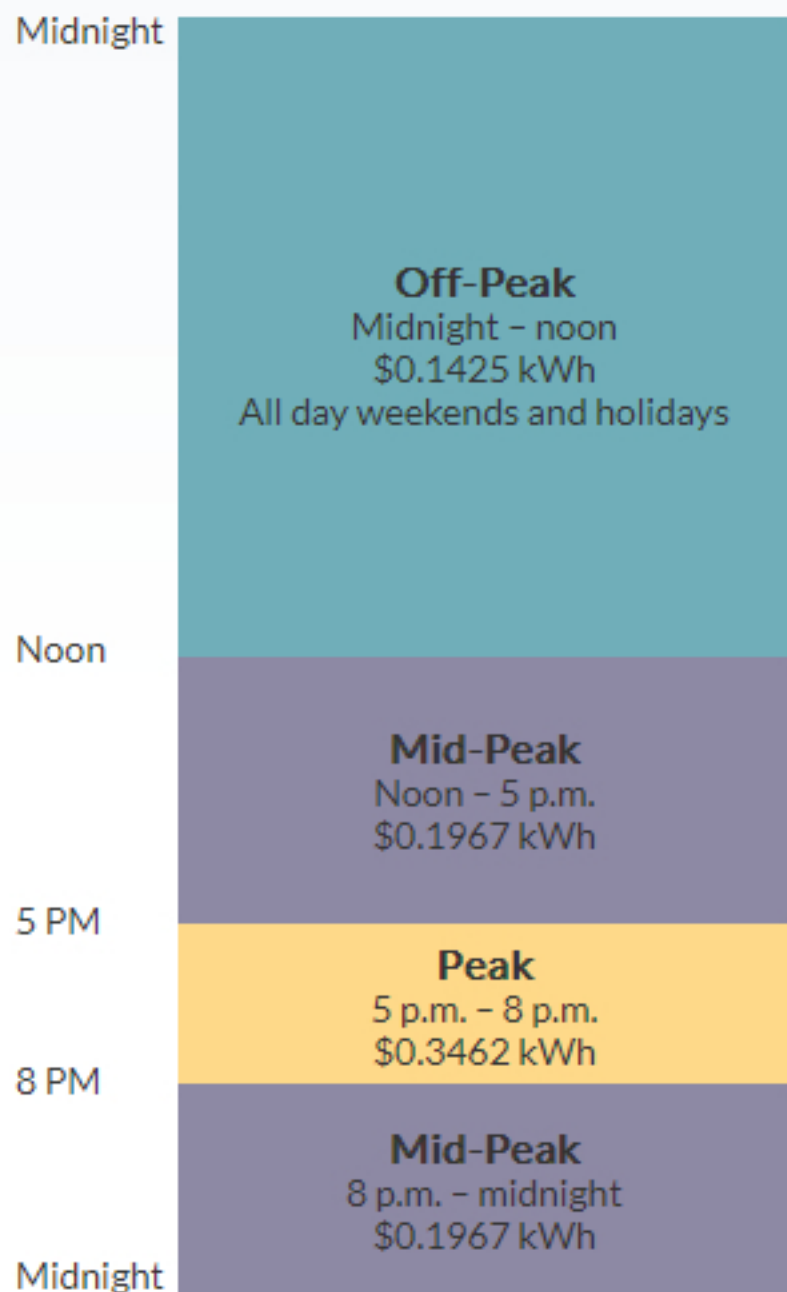 Midnight
Off-Peak
Midnight – noon
$0.1425 kWh
All day weekends and holidays
Noon
Mid-Peak
Noon – 5 p.m.
$0.1967 kWh
5 PM
Peak
5 p.m. – 8 p.m.
$0.3462 kWh
8 PM
Mid-Peak
8 p.m. – midnight
$0.1967 kWh
Midnight